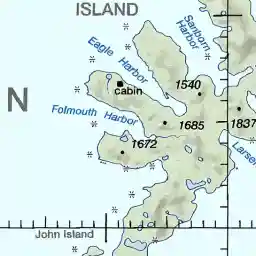 ISLAND
Sanborn Harbor
Eagle Harbor
cabin
1540
N
Folmouth Harbor
1685
1837
1672
Larsen
John Island